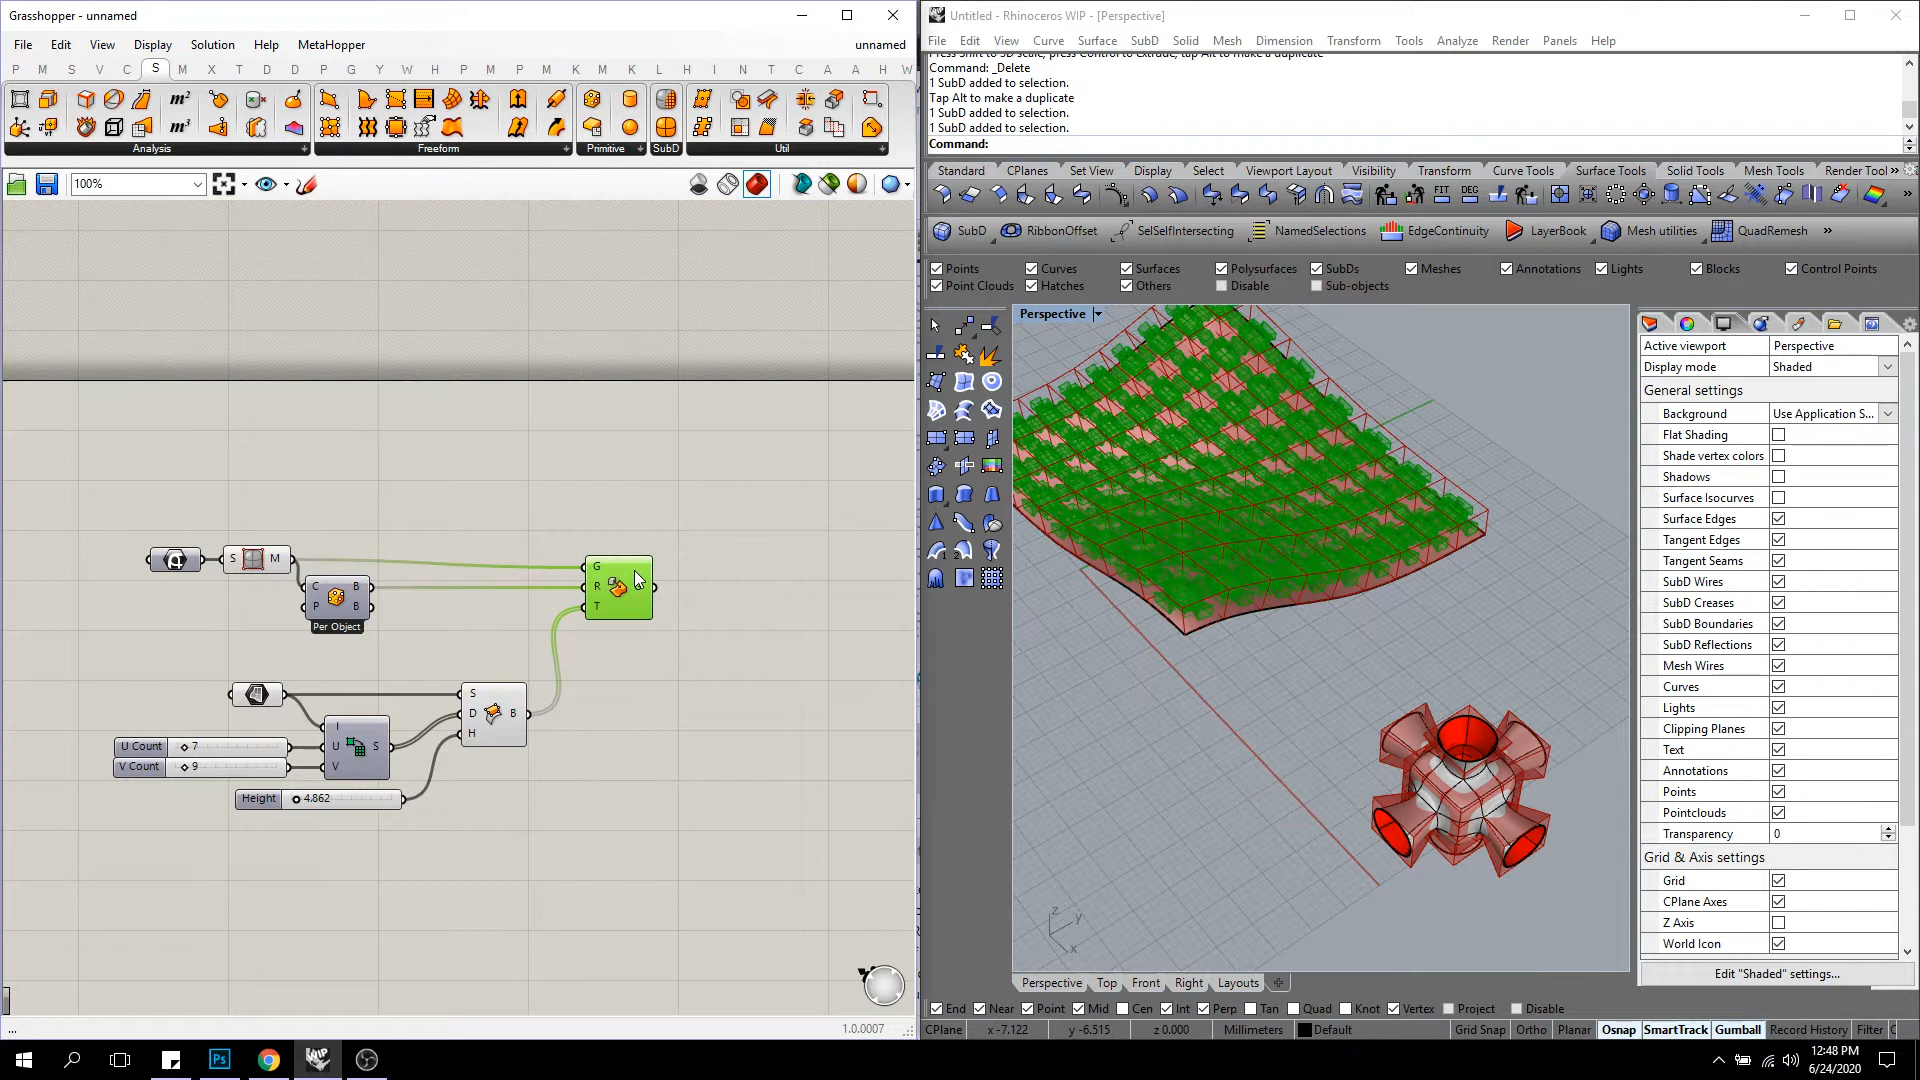 Grasshopper - unnamed
File Edit View Display Solution Help MetaHopper unnamed
P M S V C S M X T D D P G Y W H P M P M K M K L H I N T C A A H W
m²
m³
Analysis Freeform Primitive SubD Util
100%
S M
C B
P B
Per Object
G
R
T
I
U S
V
S
D B
H
U Count 7
V Count 9
Height 4.862
...
1.0.0007
Untitled - Rhinoceros WIP - [Perspective]
File Edit View Curve Surface SubD Solid Mesh Dimension Transform Tools Analyze Render Panels Help
Command: _Delete
1 SubD added to selection.
Tap Alt to make a duplicate
1 SubD added to selection.
1 SubD added to selection.
Command:
Standard CPlanes Set View Display Select Viewport Layout Visibility Transform Curve Tools Surface Tools Solid Tools Mesh Tools Render Tool »
FIT DEG »
SubD RibbonOffset SelSelfIntersecting NamedSelections EdgeContinuity LayerBook Mesh utilities QuadRemesh »
Points Curves Surfaces Polysurfaces SubDs Meshes Annotations Lights Blocks Control Points
Point Clouds Hatches Others Disable Sub-objects
Perspective
z
y
x
Active viewport Perspective
Display mode Shaded
General settings
Background Use Application S...
Flat Shading
Shade vertex colors
Shadows
Surface Isocurves
Surface Edges
Tangent Edges
Tangent Seams
SubD Wires
SubD Creases
SubD Boundaries
SubD Reflections
Mesh Wires
Curves
Lights
Clipping Planes
Text
Annotations
Points
Pointclouds
Transparency 0
Grid & Axis settings
Grid
CPlane Axes
Z Axis
World Icon
Edit "Shaded" settings...
Perspective Top Front Right Layouts
End Near Point Mid Cen Int Perp Tan Quad Knot Vertex Project Disable
CPlane x -7.122 y -6.515 z 0.000 Millimeters Default Grid Snap Ortho Planar Osnap SmartTrack Gumball Record History Filter
Ps WIP
12:48 PM
6/24/2020